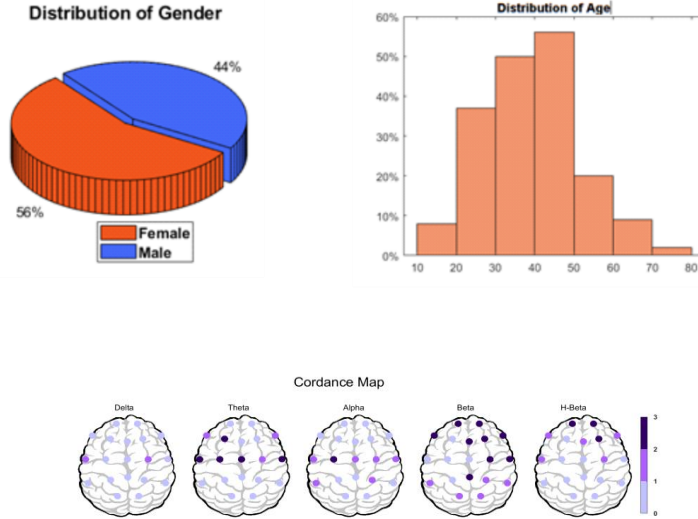 Distribution of Gender
44%
56%
Female
Male
Distribution of Age
60%
50%
40%
30%
20%
10%
0%
10 20 30 40 50 60 70 80
Cordance Map
Delta Theta Alpha Beta H-Beta
3
2
1
0